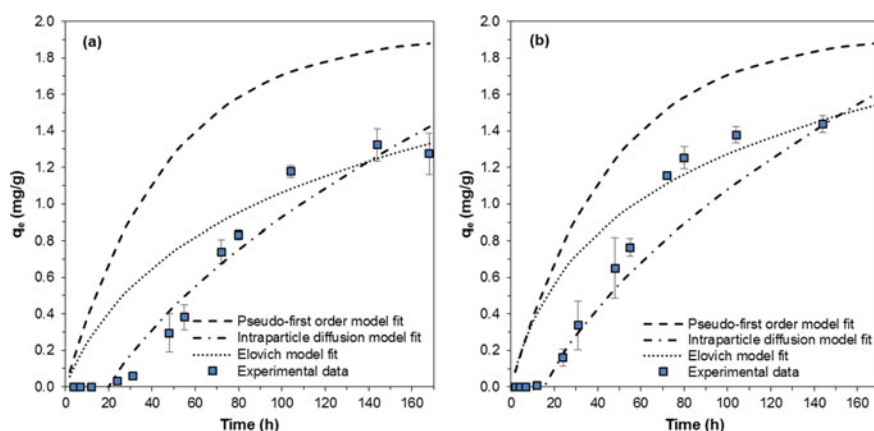 (a)
2.0
1.8
1.6
1.4
1.2
1.0
0.8
0.6
0.4
0.2
0.0
qe (mg/g)
0 20 40 60 80 100 120 140 160
Time (h)
Pseudo-first order model fit
Intraparticle diffusion model fit
Elovich model fit
Experimental data
(b)
2.0
1.8
1.6
1.4
1.2
1.0
0.8
0.6
0.4
0.2
0.0
qe (mg/g)
0 20 40 60 80 100 120 140 160
Time (h)
Pseudo-first order model fit
Intraparticle diffusion model fit
Elovich model fit
Experimental data